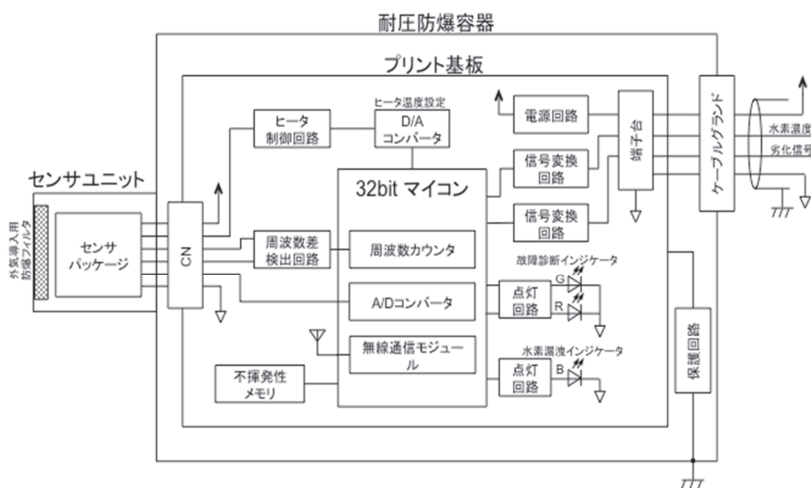 耐圧防爆容器
プリント基板
ヒータ温度設定
ヒータ
制御回路
D/A
コンバータ
電源回路
端子台
ケーブルグランド
水素濃度
劣化信号
信号変換
回路
センサユニット
32bit マイコン
信号変換
回路
外気導入用
防爆フィルタ
センサ
パッケージ
CN
周波数差
検出回路
周波数カウンタ
故障診断インジケータ
A/Dコンバータ
点灯
回路
G
R
無線通信モジュー
ル
水素漏洩インジケータ
点灯
回路
B
保護回路
不揮発性
メモリ